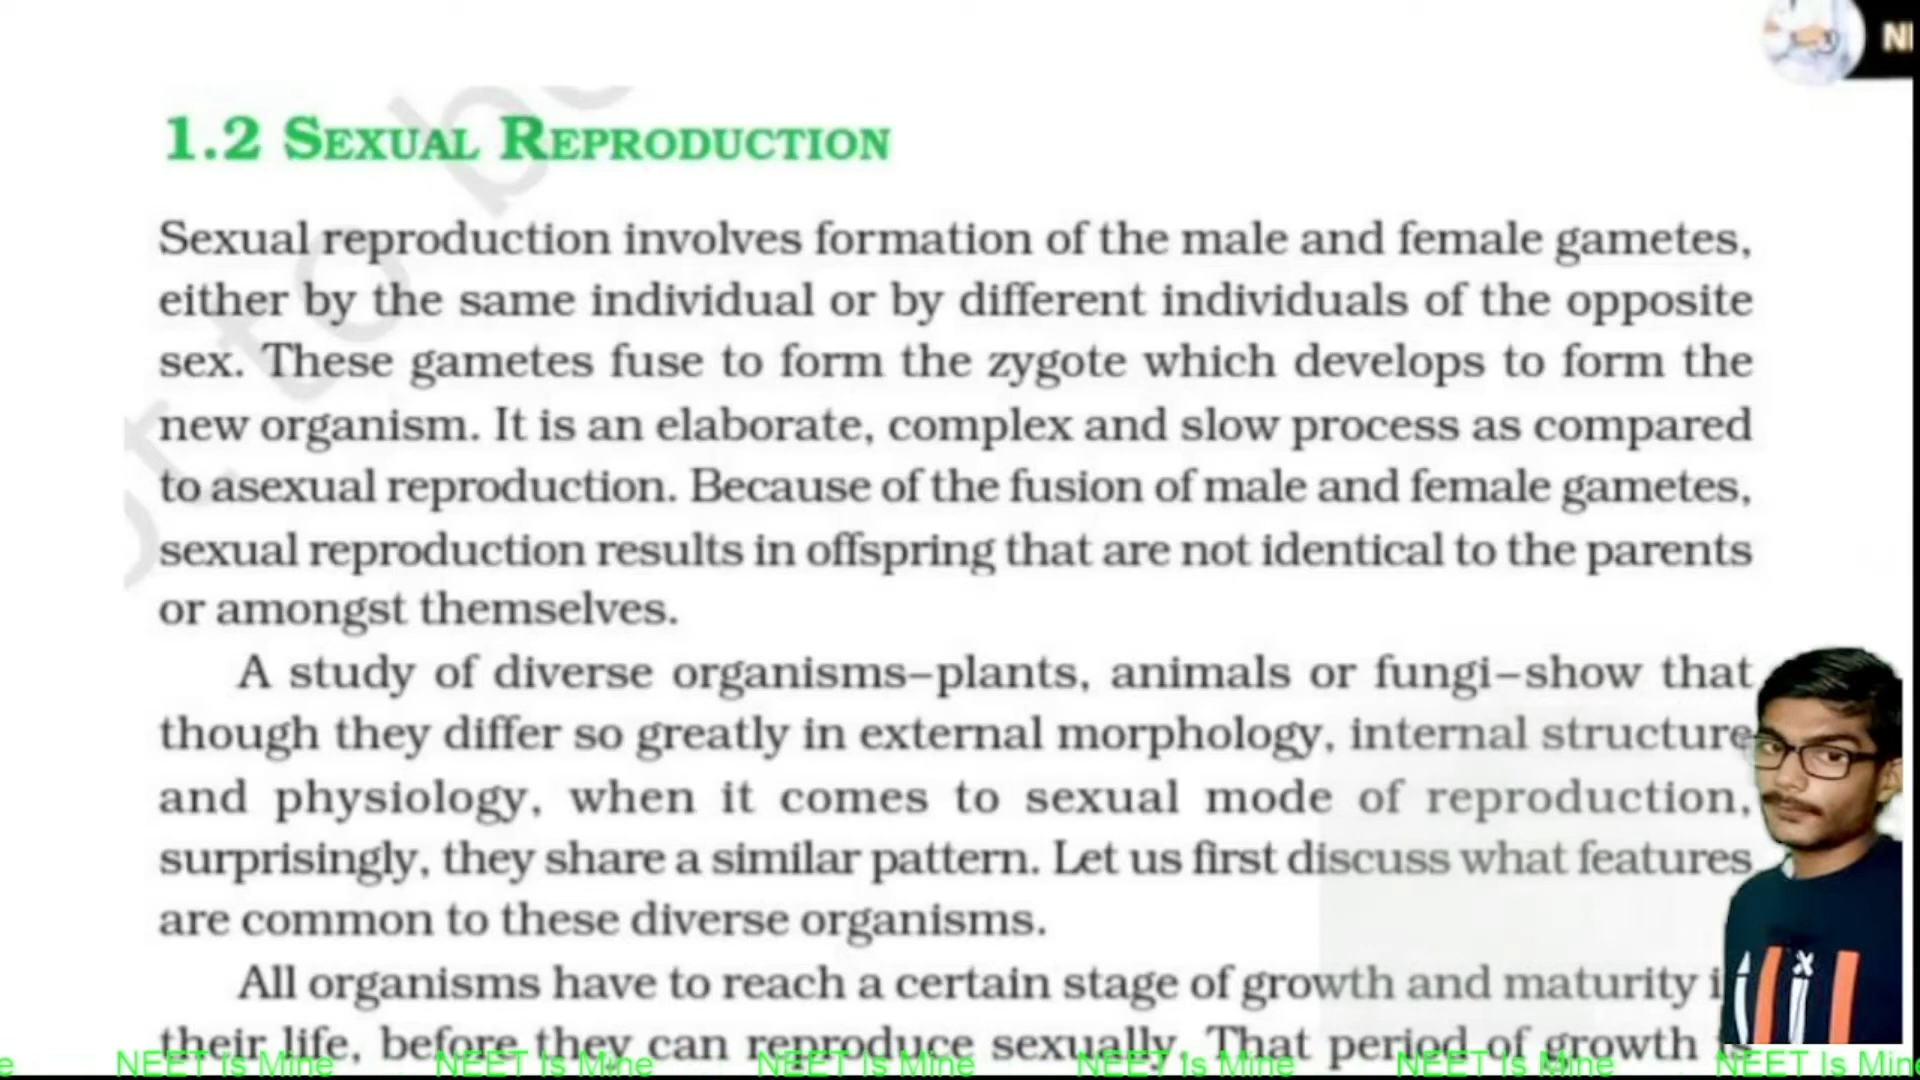 NE
1.2 SEXUAL REPRODUCTION
Sexual reproduction involves formation of the male and female gametes,
either by the same individual or by different individuals of the opposite
sex. These gametes fuse to form the zygote which develops to form the
new organism. It is an elaborate, complex and slow process as compared
to asexual reproduction. Because of the fusion of male and female gametes,
sexual reproduction results in offspring that are not identical to the parents
or amongst themselves.
A study of diverse organisms–plants, animals or fungi–show that
though they differ so greatly in external morphology, internal structure
and physiology, when it comes to sexual mode of reproduction,
surprisingly, they share a similar pattern. Let us first discuss what features
are common to these diverse organisms.
All organisms have to reach a certain stage of growth and maturity
their life, before they can reproduce sexually. That period of growth
NEET Is Mine NEET Is Mine NEET Is Mine NEET Is Mine NEET Is Mine NEET Is Mine